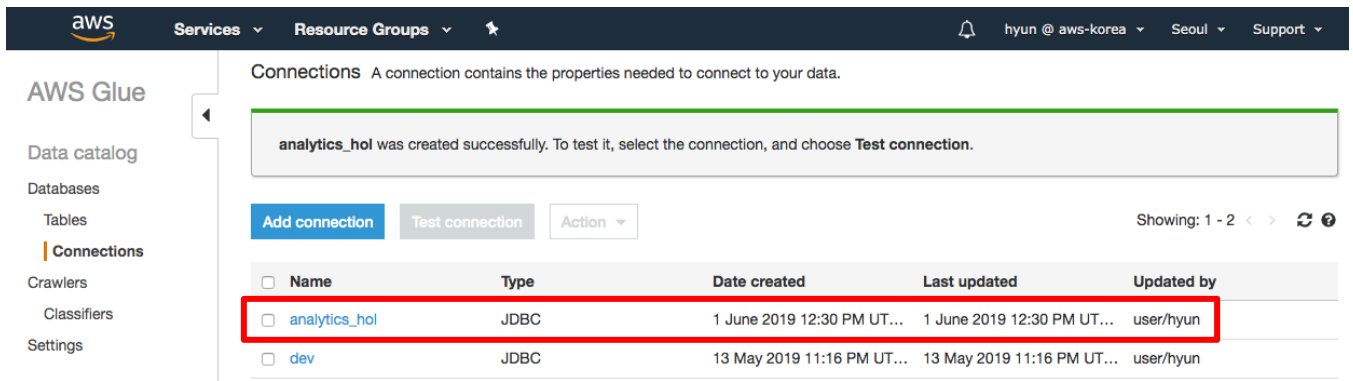 aws
Services
Resource Groups
hyun @ aws-korea
Seoul
Support
AWS Glue
Data catalog
Databases
Tables
Connections
Crawlers
Classifiers
Settings
Connections A connection contains the properties needed to connect to your data.
analytics_hol was created successfully. To test it, select the connection, and choose Test connection.
Add connection
Test connection
Action
Showing: 1 - 2 < >
Name Type Date created Last updated Updated by
analytics_hol JDBC 1 June 2019 12:30 PM UT... 1 June 2019 12:30 PM UT... user/hyun
dev JDBC 13 May 2019 11:16 PM UT... 13 May 2019 11:16 PM UT... user/hyun